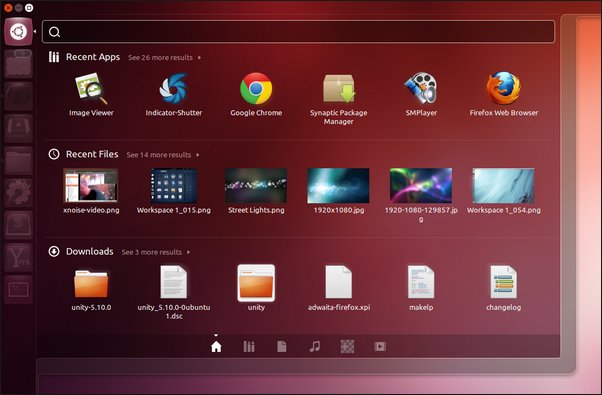 Recent Apps See 26 more results
Image Viewer
Indicator-Shutter
Google Chrome
Synaptic Package
Manager
SMPlayer
Firefox Web Browser
Recent Files See 14 more results
xnoise-video.png
Workspace 1_015.png
Street Lights.png
1920x1080.jpg
1920-1080-129857.jp
g
Workspace 1_054.png
Downloads See 3 more results
unity-5.10.0
unity_5.10.0-0ubuntu
1.dsc
unity
adwaita-firefox.xpi
makelp
changelog